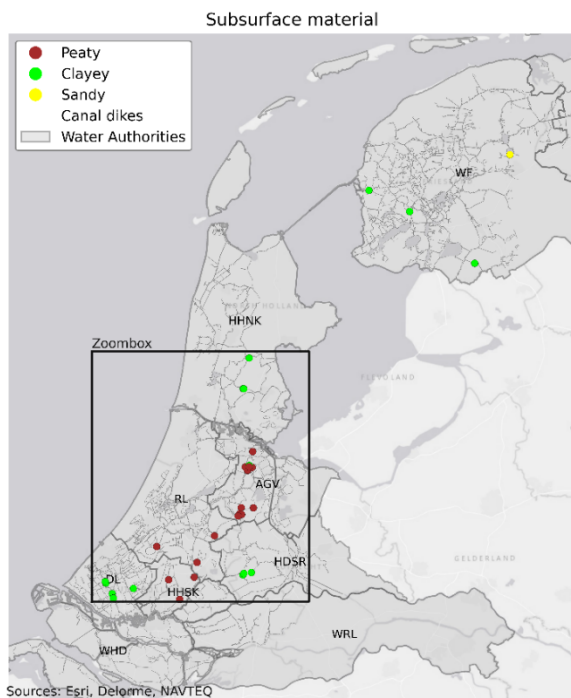 Subsurface material
Peaty
Clayey
Sandy
Canal dikes
Water Authorities
WF
HHNK
Zoombox
FLEVOLAND
AGV
RL
HDSR
GELDERLAND
DL
HHSK
WRL
WHD
Sources: Esri, Delorme, NAVTEQ